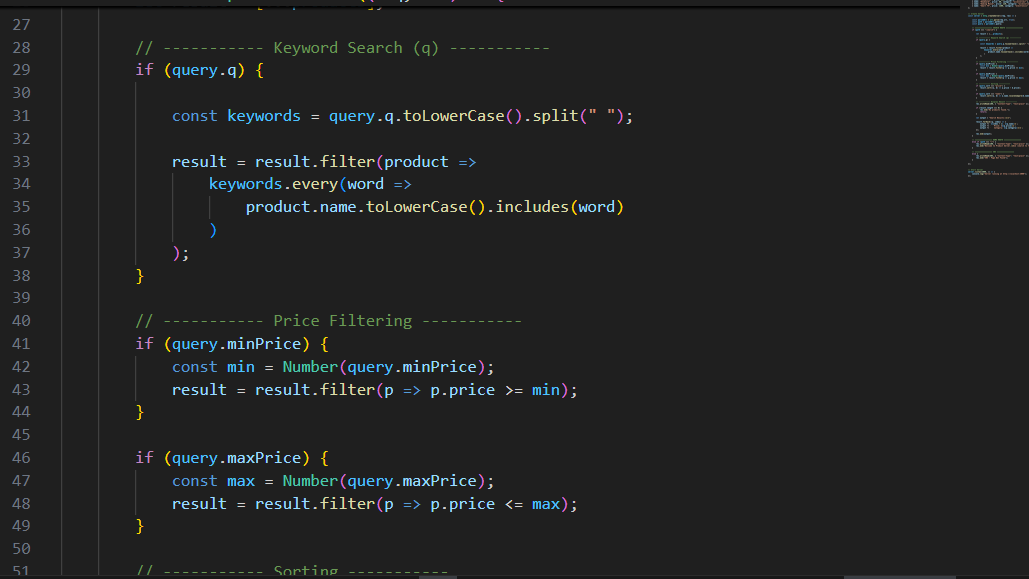 27
28 // ----------- Keyword Search (q) -----------
29 if (query.q) {
30
31 const keywords = query.q.toLowerCase().split(" ");
32
33 result = result.filter(product =>
34 keywords.every(word =>
35 product.name.toLowerCase().includes(word)
36 )
37 );
38 }
39
40 // ----------- Price Filtering -----------
41 if (query.minPrice) {
42 const min = Number(query.minPrice);
43 result = result.filter(p => p.price >= min);
44 }
45
46 if (query.maxPrice) {
47 const max = Number(query.maxPrice);
48 result = result.filter(p => p.price <= max);
49 }
50
51 // ----------- Sorting -----------